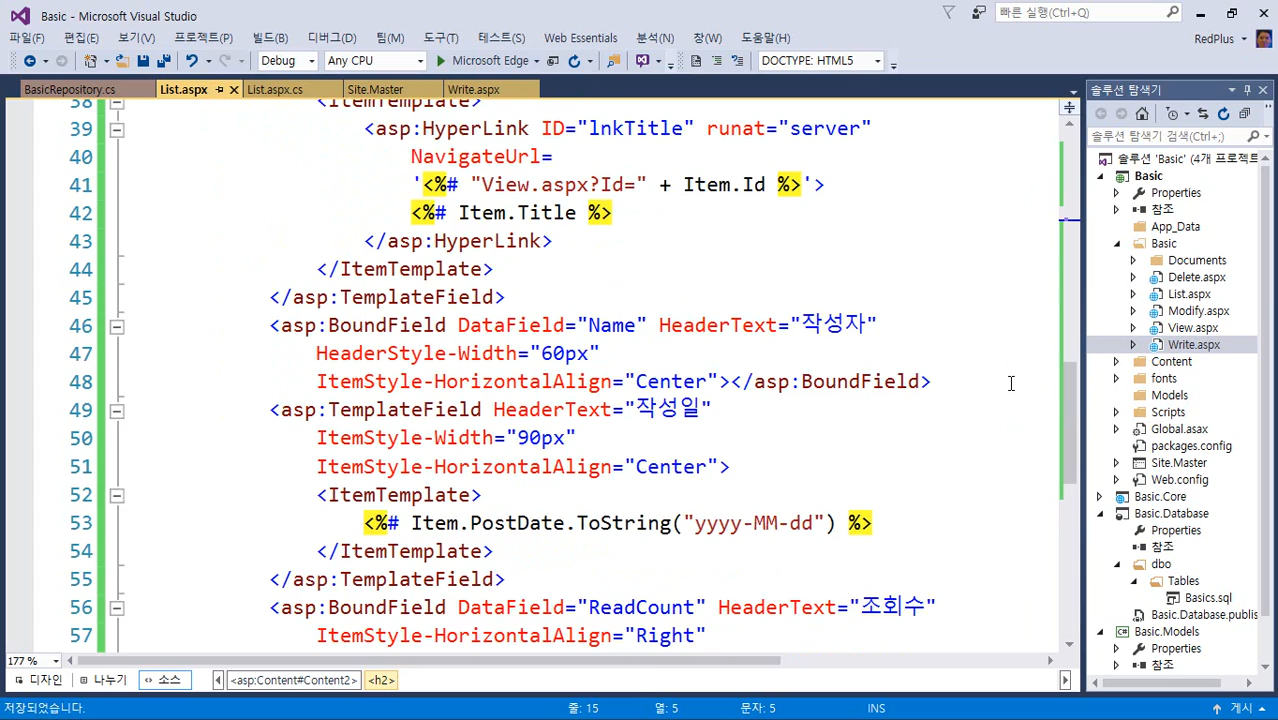 Basic - Microsoft Visual Studio
빠른 실행(Ctrl+Q)
파일(F) 편집(E) 보기(V) 프로젝트(P) 빌드(B) 디버그(D) 팀(M) 도구(T) 테스트(S) Web Essentials 분석(N) 창(W) 도움말(H)
RedPlus
Debug Any CPU Microsoft Edge DOCTYPE: HTML5
BasicRepository.cs List.aspx List.aspx.cs Site.Master Write.aspx
38 <ItemTemplate>
39 <asp:HyperLink ID="lnkTitle" runat="server"
40 NavigateUrl=
41 '<%# "View.aspx?Id=" + Item.Id %>'>
42 <%# Item.Title %>
43 </asp:HyperLink>
44 </ItemTemplate>
45 </asp:TemplateField>
46 <asp:BoundField DataField="Name" HeaderText="작성자"
47 HeaderStyle-Width="60px"
48 ItemStyle-HorizontalAlign="Center"></asp:BoundField>
49 <asp:TemplateField HeaderText="작성일"
50 ItemStyle-Width="90px"
51 ItemStyle-HorizontalAlign="Center">
52 <ItemTemplate>
53 <%# Item.PostDate.ToString("yyyy-MM-dd") %>
54 </ItemTemplate>
55 </asp:TemplateField>
56 <asp:BoundField DataField="ReadCount" HeaderText="조회수"
57 ItemStyle-HorizontalAlign="Right"
177 %
디자인 나누기 소스 <asp:Content#Content2> <h2>
솔루션 탐색기
솔루션 탐색기 검색(Ctrl+;)
솔루션 'Basic' (4개 프로젝트
Basic
Properties
참조
App_Data
Basic
Documents
Delete.aspx
List.aspx
Modify.aspx
View.aspx
Write.aspx
Content
fonts
Models
Scripts
Global.asax
packages.config
Site.Master
Web.config
Basic.Core
Basic.Database
Properties
참조
dbo
Tables
Basics.sql
Basic.Database.publis
Basic.Models
Properties
참조
저장되었습니다. 줄: 15 열: 5 문자: 5 INS 게시